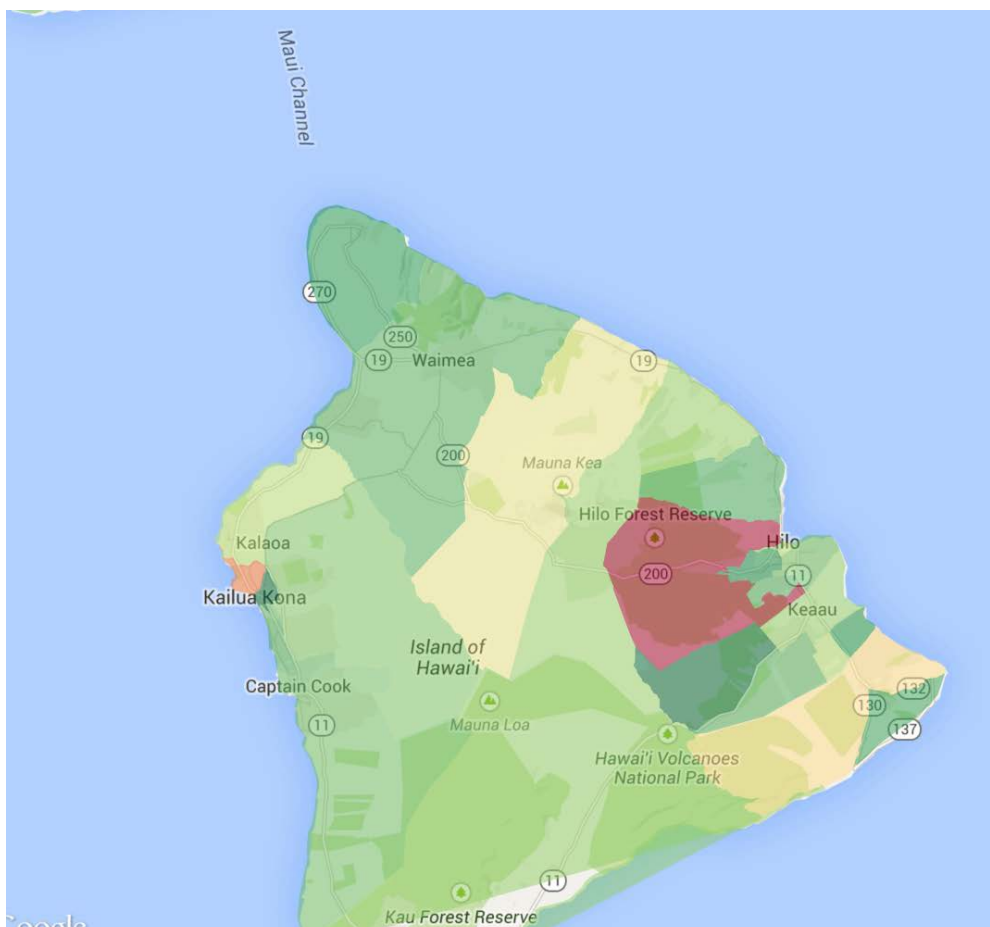 Maui Channel
270
250
19
Waimea
19
19
200
Mauna Kea
Hilo Forest Reserve
Hilo
Kalaoa
200
11
Kailua Kona
Keaau
Island of
Hawai'i
Captain Cook
132
130
Mauna Loa
11
137
Hawai'i Volcanoes
National Park
11
Kau Forest Reserve
Google